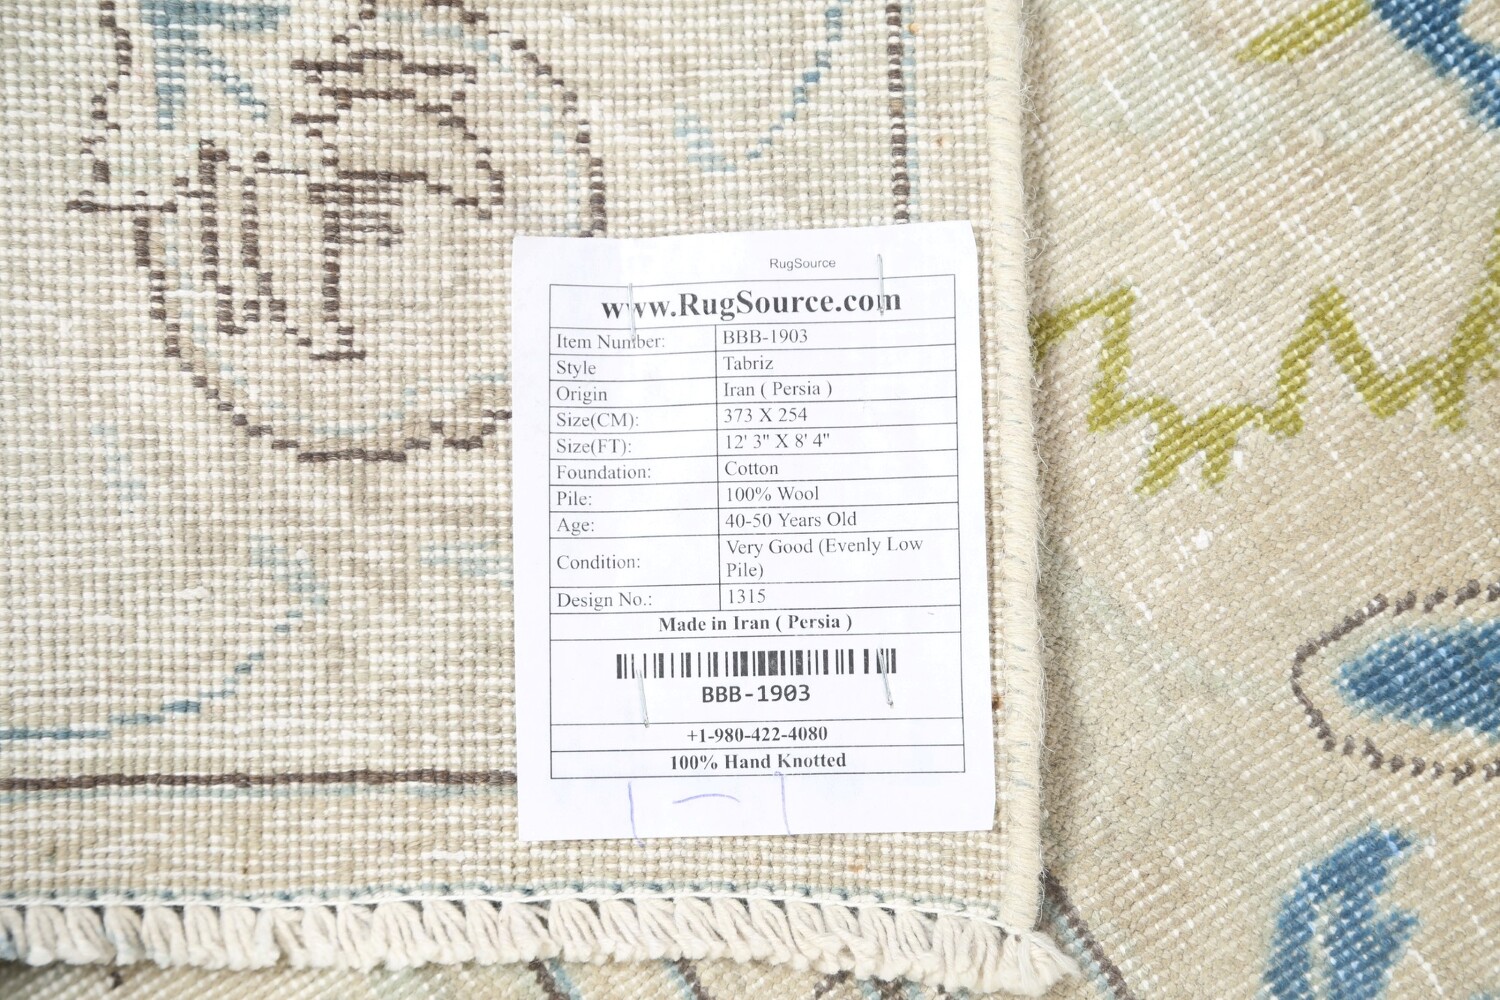 RugSource
www.RugSource.com
Item Number: BBB-1903
Style Tabriz
Origin Iran ( Persia )
Size(CM): 373 X 254
Size(FT): 12' 3" X 8' 4"
Foundation: Cotton
Pile: 100% Wool
Age: 40-50 Years Old
Condition: Very Good (Evenly Low
Pile)
Design No.: 1315
Made in Iran ( Persia )
BBB-1903
+1-980-422-4080
100% Hand Knotted